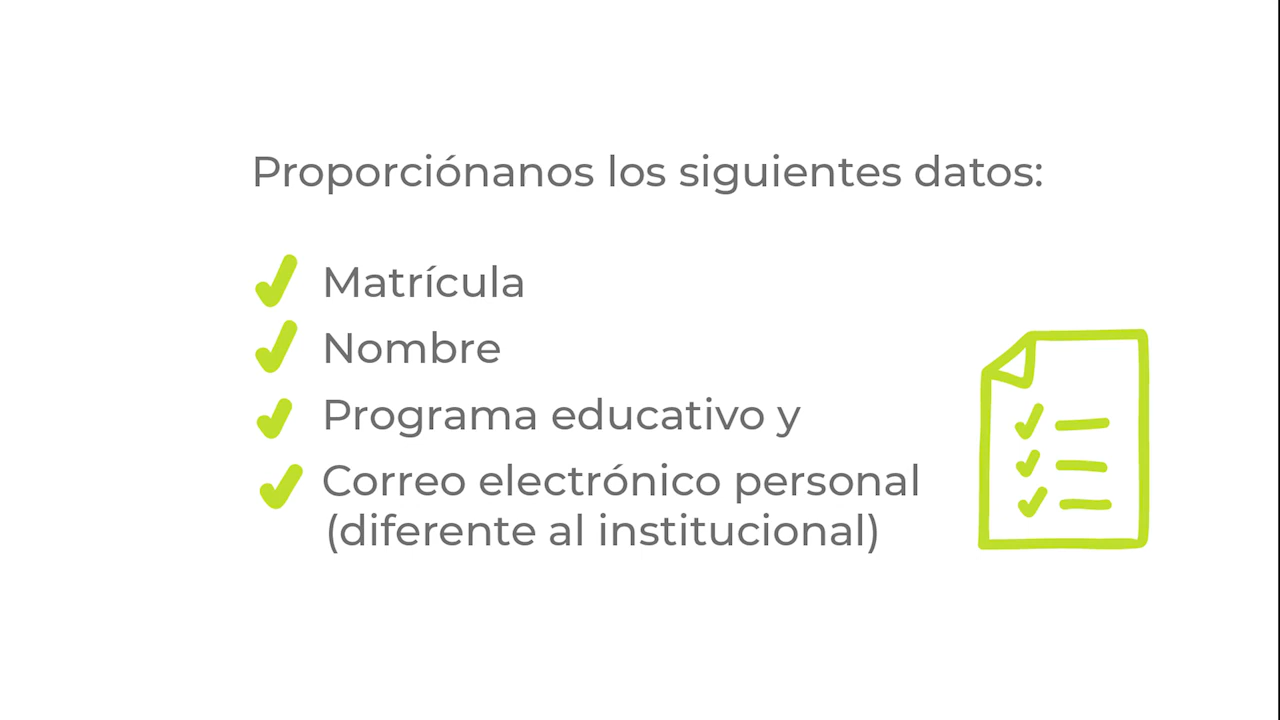 Proporciónanos los siguientes datos:
Matrícula
Nombre
Programa educativo y
Correo electrónico personal
(diferente al institucional)